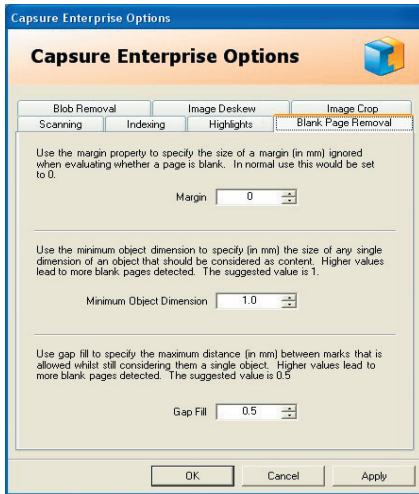 Capsure Enterprise Options
Capsure Enterprise Options
Blob Removal Image Deskew Image Crop
Scanning Indexing Highlights Blank Page Removal
Use the margin property to specify the size of a margin (in mm) ignored
when evaluating whether a page is blank. In normal use this would be set
to 0.
Margin 0
Use the minimum object dimension to specify (in mm) the size of any single
dimension of an object that should be considered as content. Higher values
lead to more blank pages detected. The suggested value is 1.
Minimum Object Dimension 1.0
Use gap fill to specify the maximum distance (in mm) between marks that is
allowed whilst still considering them a single object. Higher values lead to
more blank pages detected. The suggested value is 0.5
Gap Fill 0.5
OK Cancel Apply